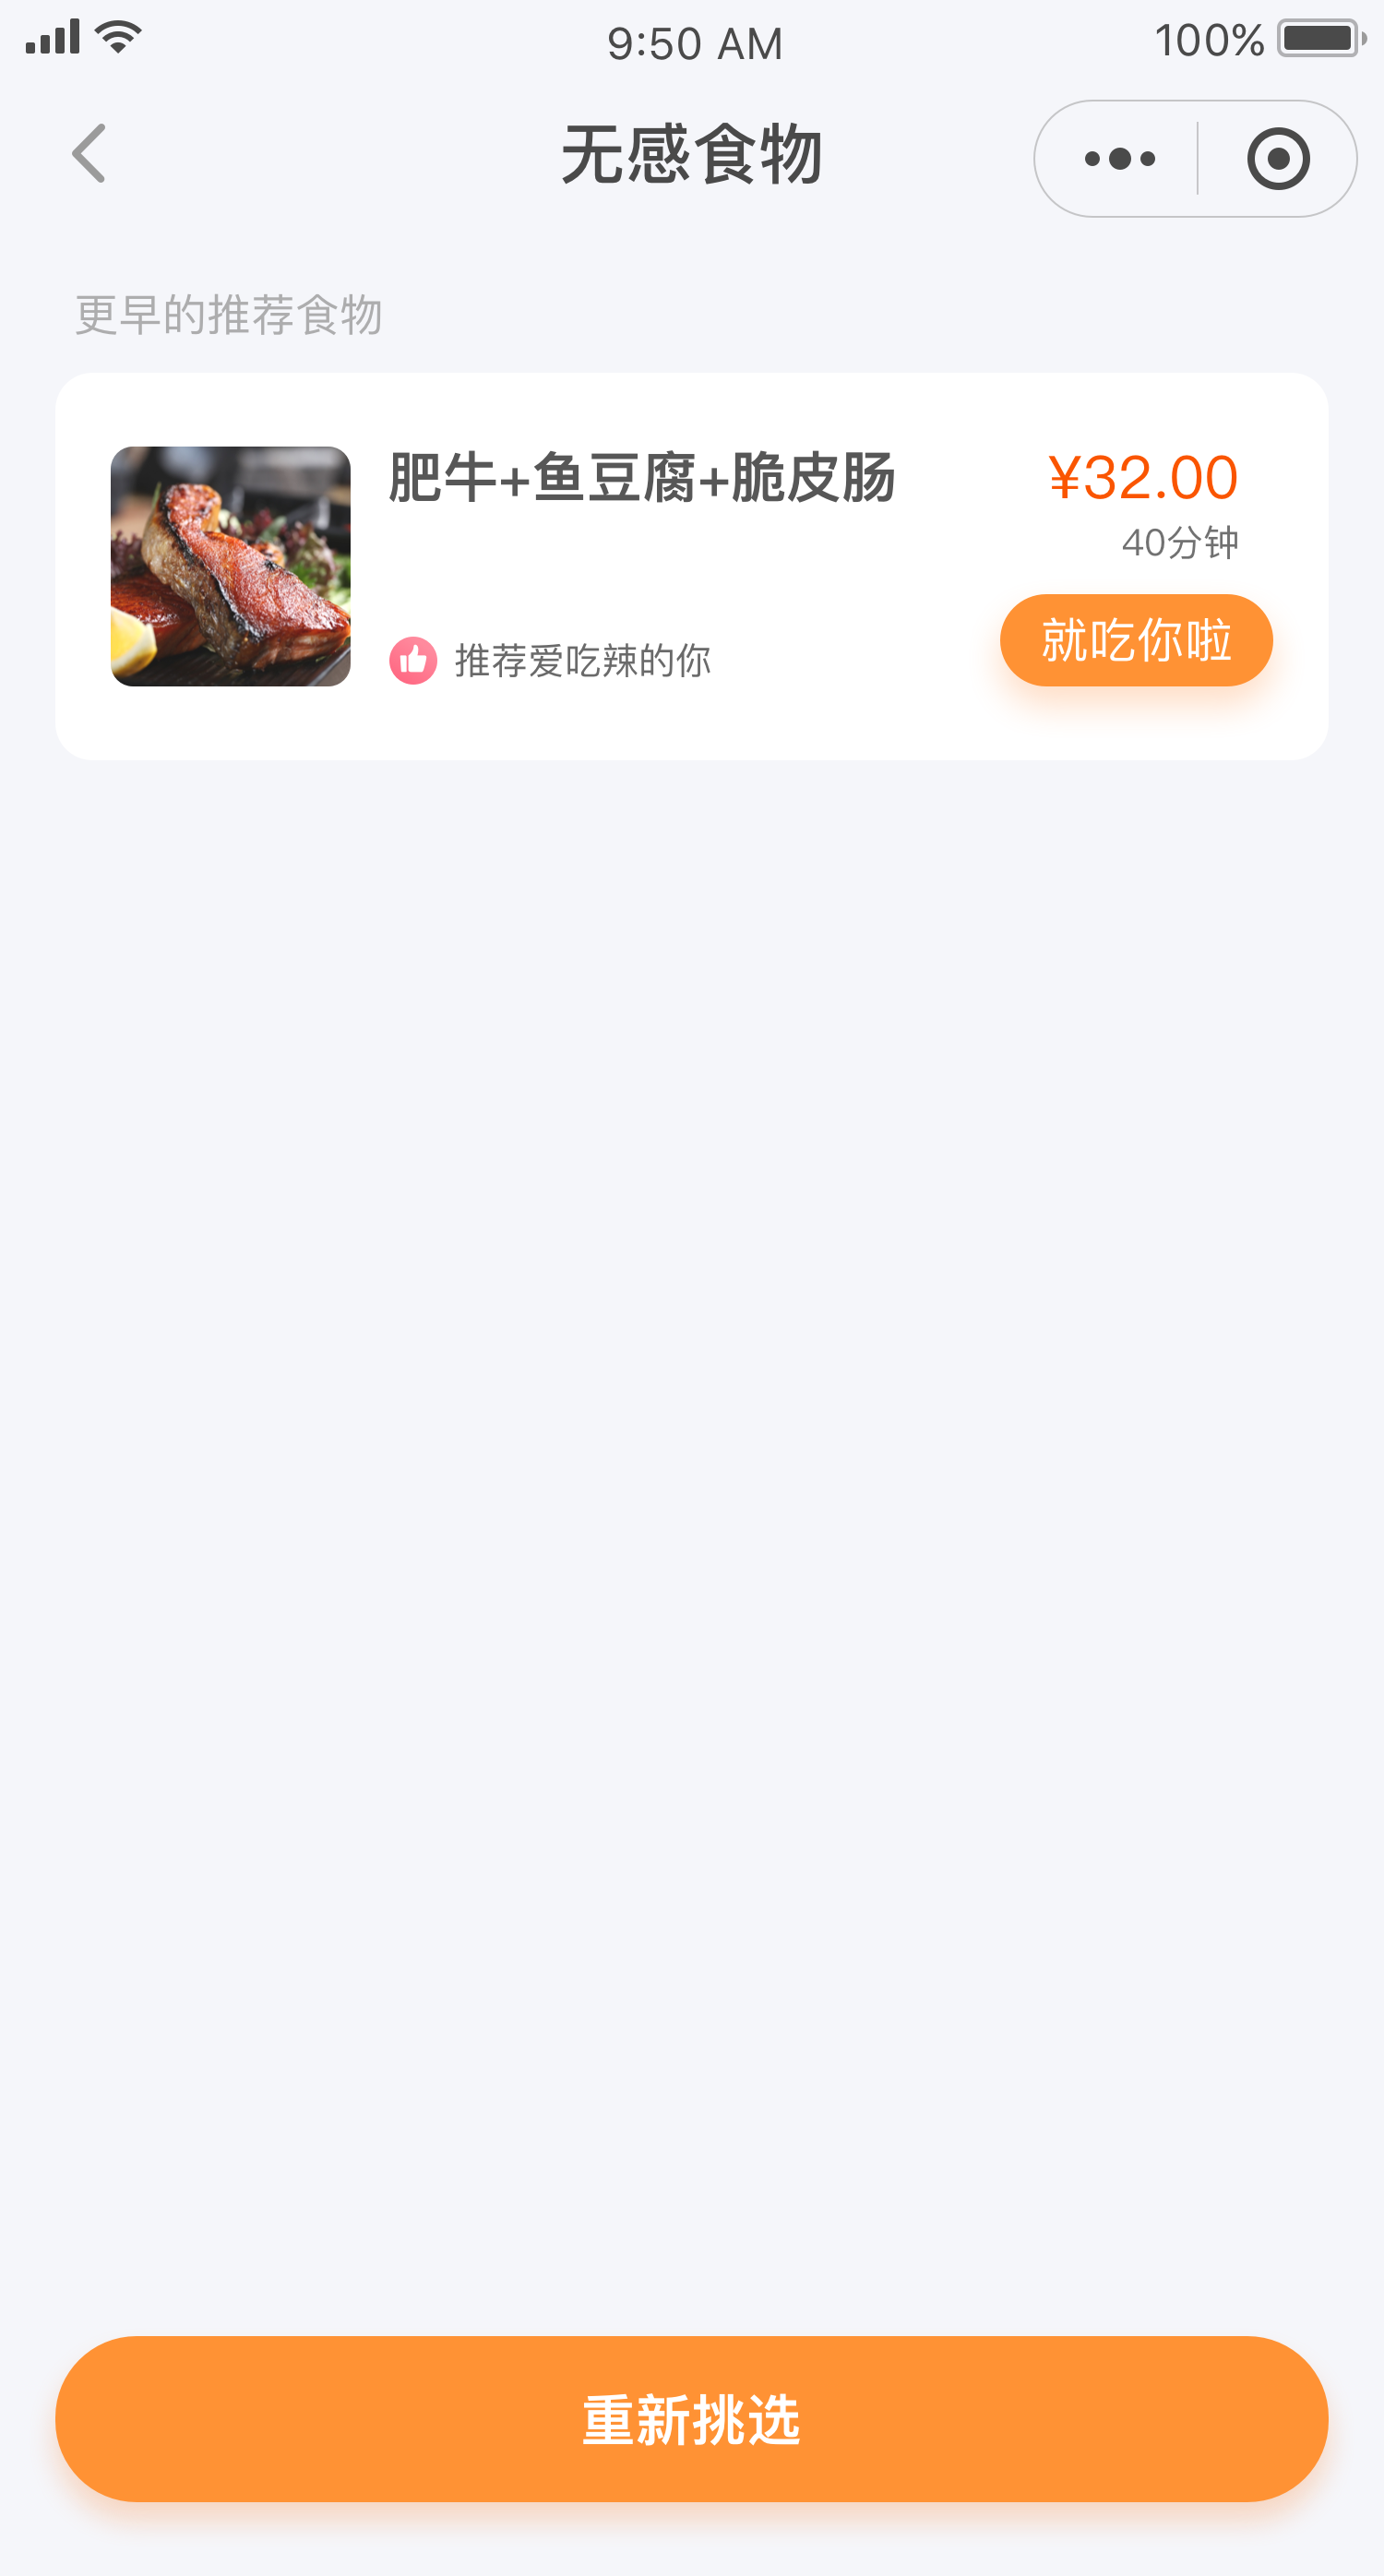 9:50 AM
100%
无感食物
更早的推荐食物
肥牛+鱼豆腐+脆皮肠
¥32.00
40分钟
推荐爱吃辣的你
就吃你啦
重新挑选